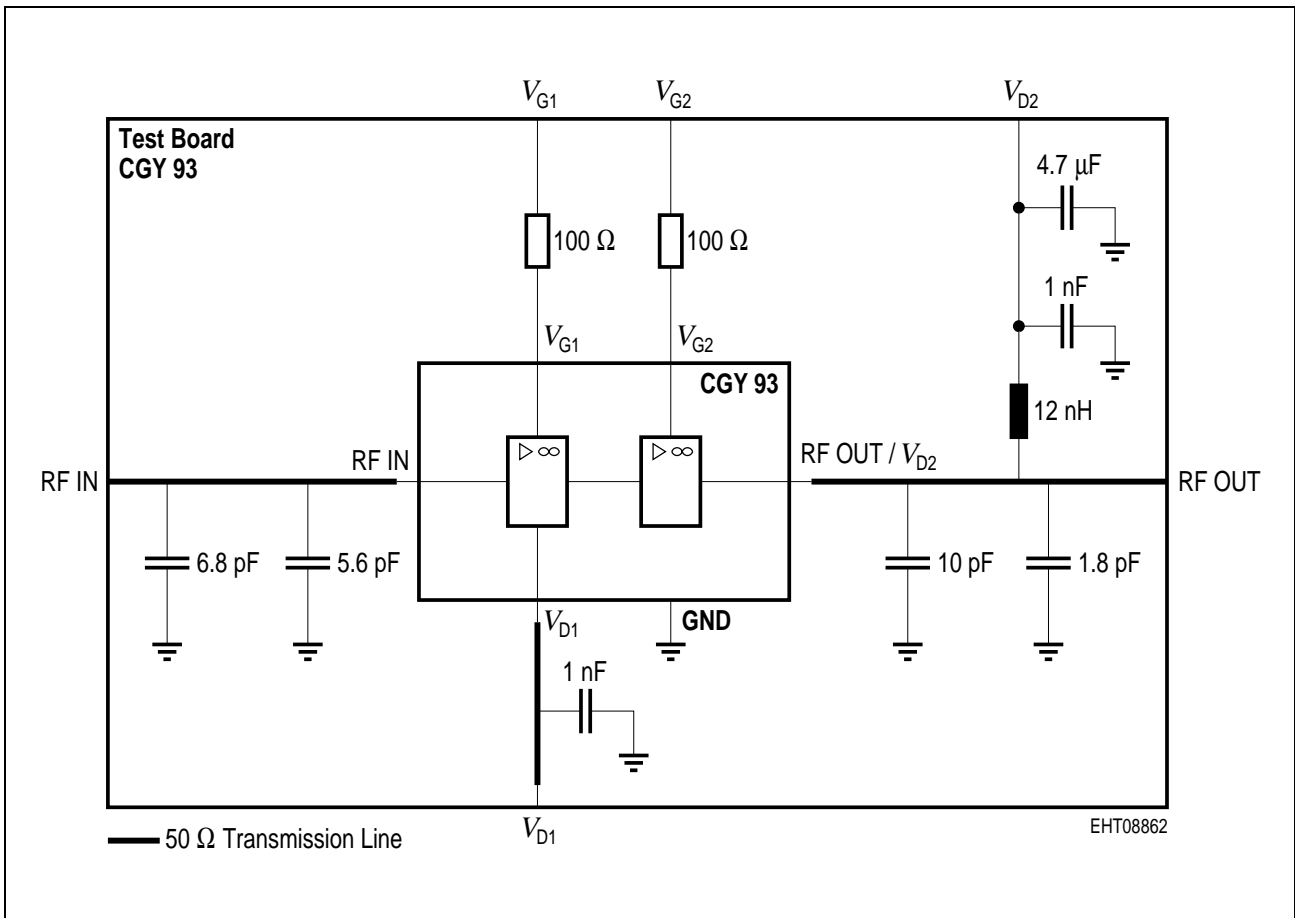 V_G1 V_G2 V_D2
Test Board
CGY 93
4.7 µF
100 Ω 100 Ω
1 nF
V_G1 V_G2
CGY 93
12 nH
▷∞ ▷∞
RF IN RF IN RF OUT / V_D2 RF OUT
6.8 pF 5.6 pF 10 pF 1.8 pF
V_D1 GND
1 nF
V_D1
50 Ω Transmission Line
EHT08862